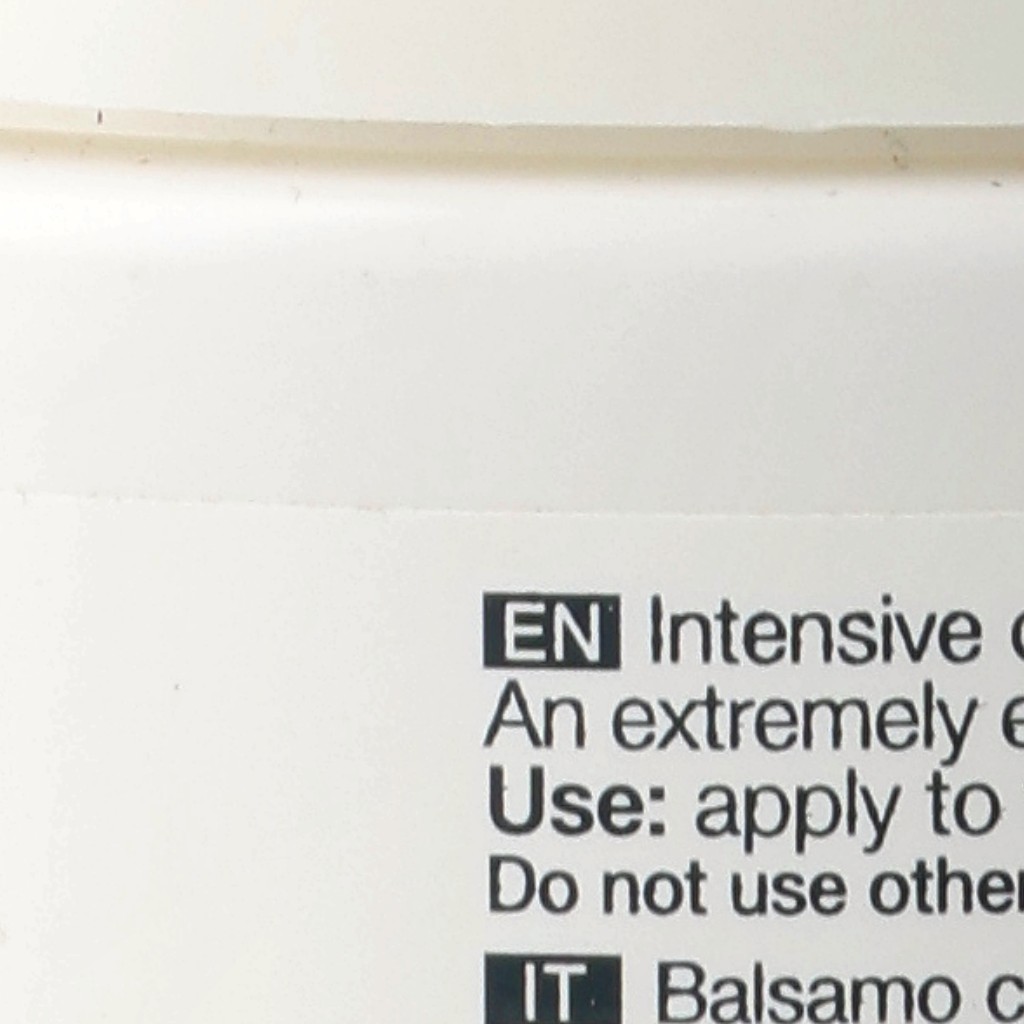 EN Intensive
An extremely
Use: apply to
Do not use other
IT Balsamo